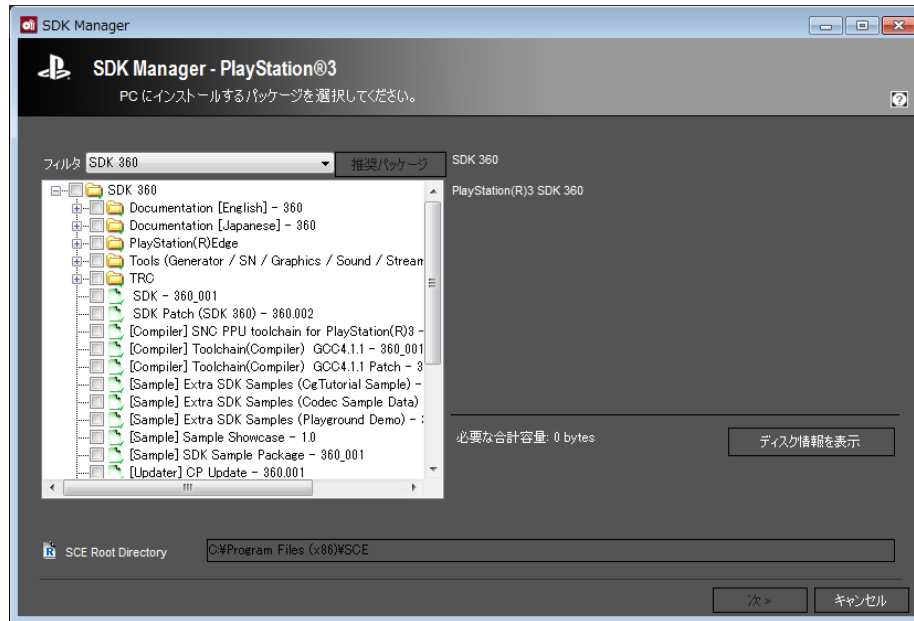 SDK Manager
SDK Manager - PlayStation®3
PC にインストールするパッケージを選択してください。
フィルタ SDK 360 推奨パッケージ
SDK 360
PlayStation(R)3 SDK 360
SDK 360
Documentation [English] - 360
Documentation [Japanese] - 360
PlayStation(R)Edge
Tools (Generator / SN / Graphics / Sound / Stream
TRC
SDK - 360_001
SDK Patch (SDK 360) - 360.002
[Compiler] SNC PPU toolchain for PlayStation(R)3 -
[Compiler] Toolchain(Compiler) GCC4.1.1 - 360_001
[Compiler] Toolchain(Compiler) GCC4.1.1 Patch - 3
[Sample] Extra SDK Samples (CgTutorial Sample) -
[Sample] Extra SDK Samples (Codec Sample Data)
[Sample] Extra SDK Samples (Playground Demo) -
[Sample] Sample Showcase - 1.0
[Sample] SDK Sample Package - 360_001
[Updater] CP Update - 360.001
必要な合計容量: 0 bytes
ディスク情報を表示
SCE Root Directory C:¥Program Files (x86)¥SCE
次 >
キャンセル